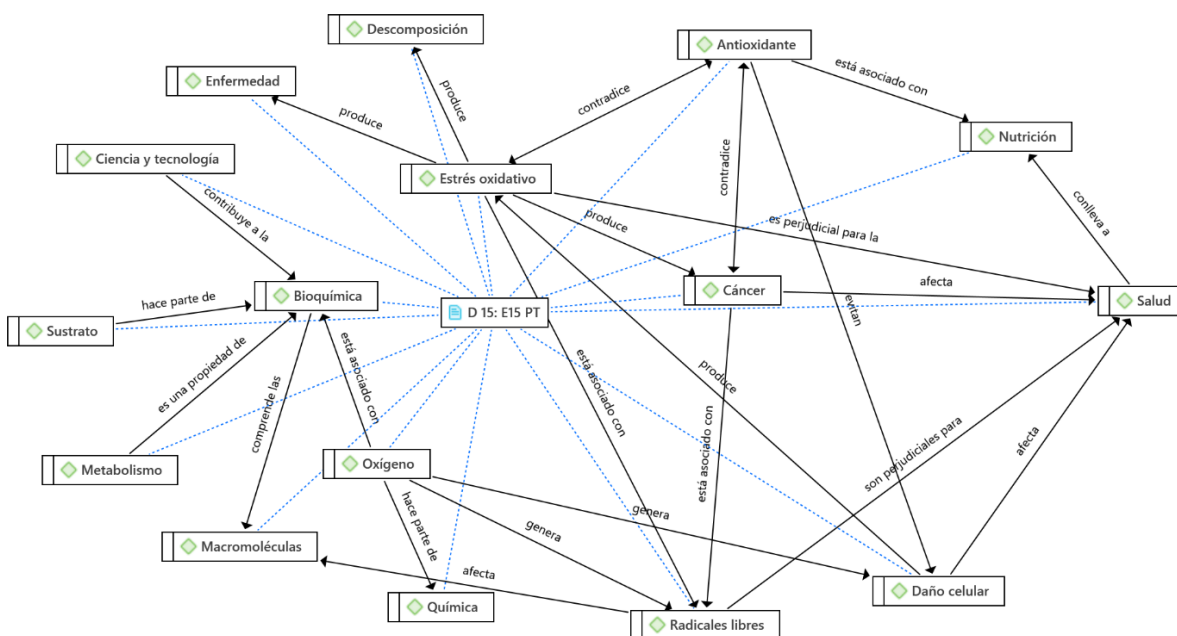 Descomposición
Antioxidante
Enfermedad
está asociado con
produce
contradice
Nutrición
produce
Ciencia y tecnología
Estrés oxidativo
contradice
contribuye a la
produce
es perjudicial para la
conlleva a
Bioquímica
Cáncer
afecta
Salud
hace parte de
D 15: E15 PT
evitan
Sustrato
está asociado con
es una propiedad de
comprende las
está asociado con
produce
Metabolismo
Oxígeno
está asociado con
son perjudiciales para
afecta
hace parte de
genera
genera
Macromoléculas
afecta
Química
Daño celular
Radicales libres